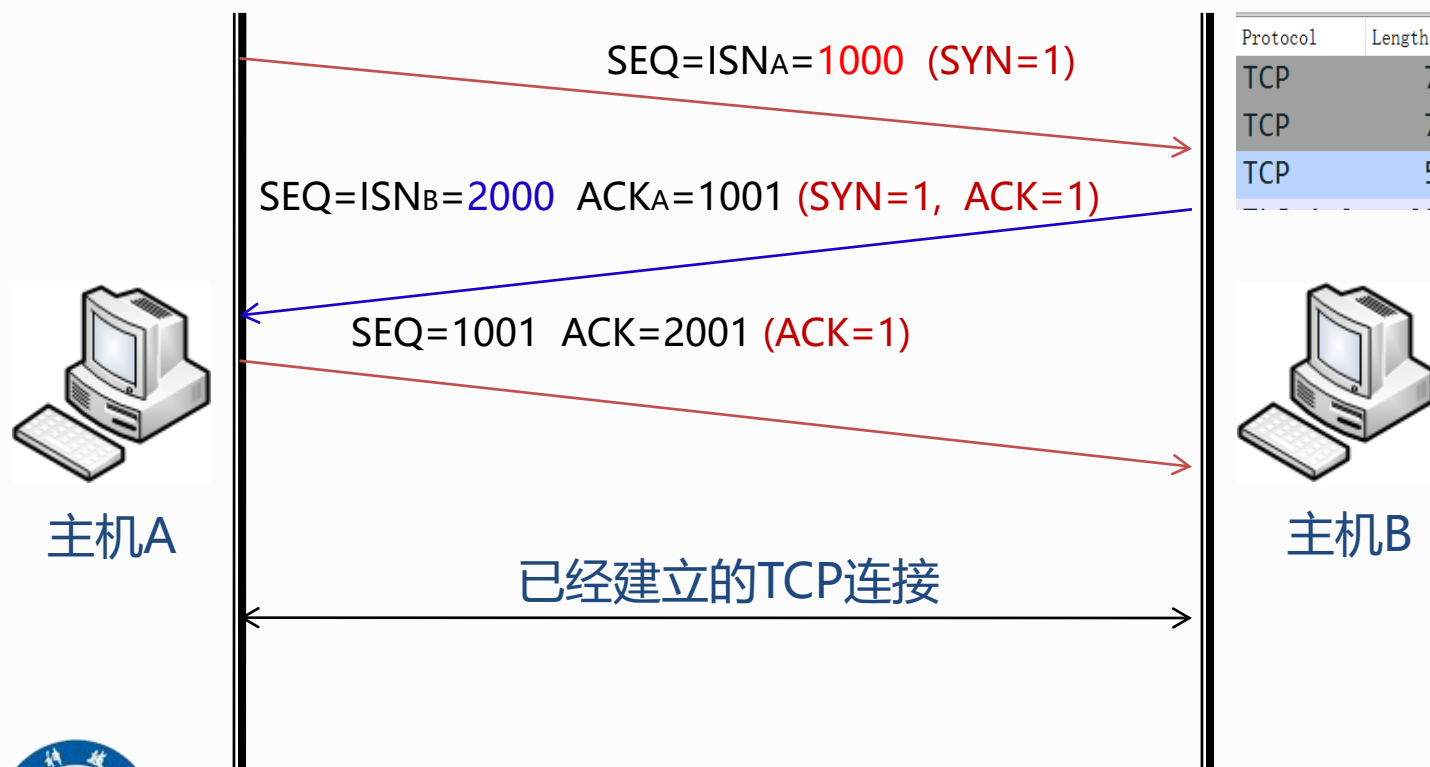 SEQ=ISNA=1000 (SYN=1)
Protocol Length
TCP
TCP
TCP
SEQ=ISNB=2000 ACKA=1001 (SYN=1, ACK=1)
SEQ=1001 ACK=2001 (ACK=1)
主机A
主机B
已经建立的TCP连接